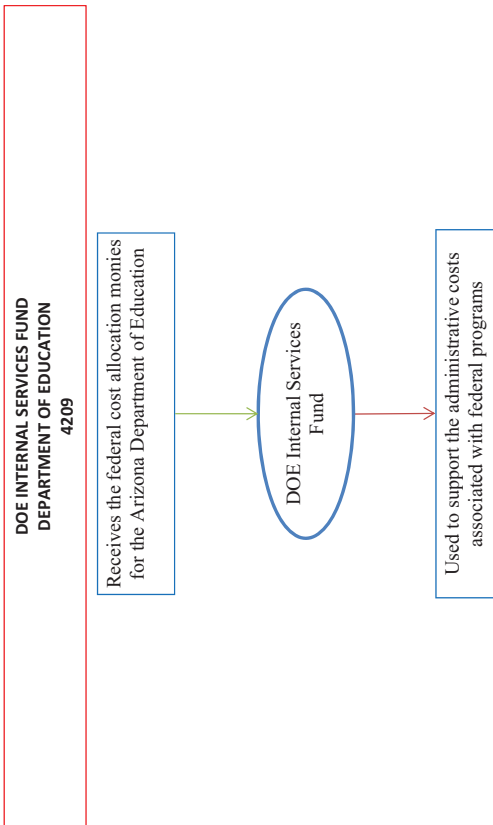 DOE INTERNAL SERVICES FUND
DEPARTMENT OF EDUCATION
4209
Receives the federal cost allocation monies
for the Arizona Department of Education
DOE Internal Services
Fund
Used to support the administrative costs
associated with federal programs